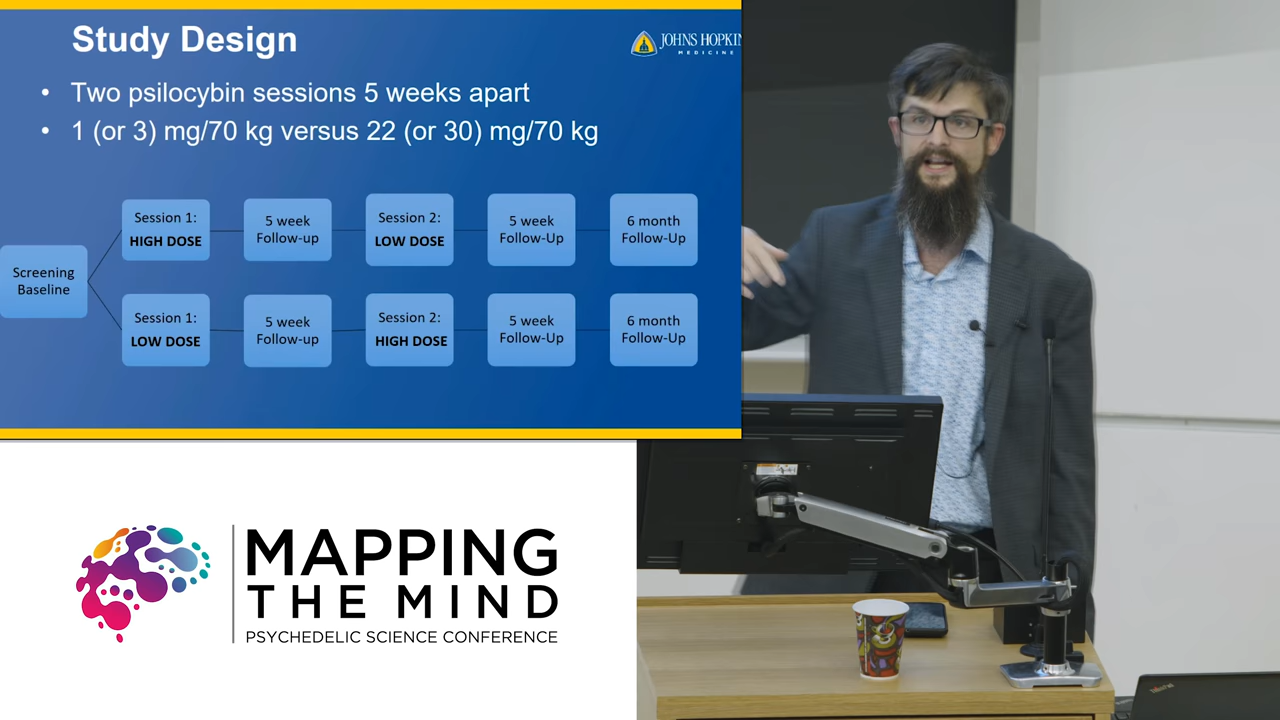 Study Design
JOHNS HOPKIN
MEDICINE
• Two psilocybin sessions 5 weeks apart
• 1 (or 3) mg/70 kg versus 22 (or 30) mg/70 kg
Screening
Baseline
Session 1:
HIGH DOSE
5 week
Follow-up
Session 2:
LOW DOSE
5 week
Follow-Up
6 month
Follow-Up
Session 1:
LOW DOSE
5 week
Follow-up
Session 2:
HIGH DOSE
5 week
Follow-Up
6 month
Follow-Up
MAPPING
THE MIND
PSYCHEDELIC SCIENCE CONFERENCE
ThinkPad